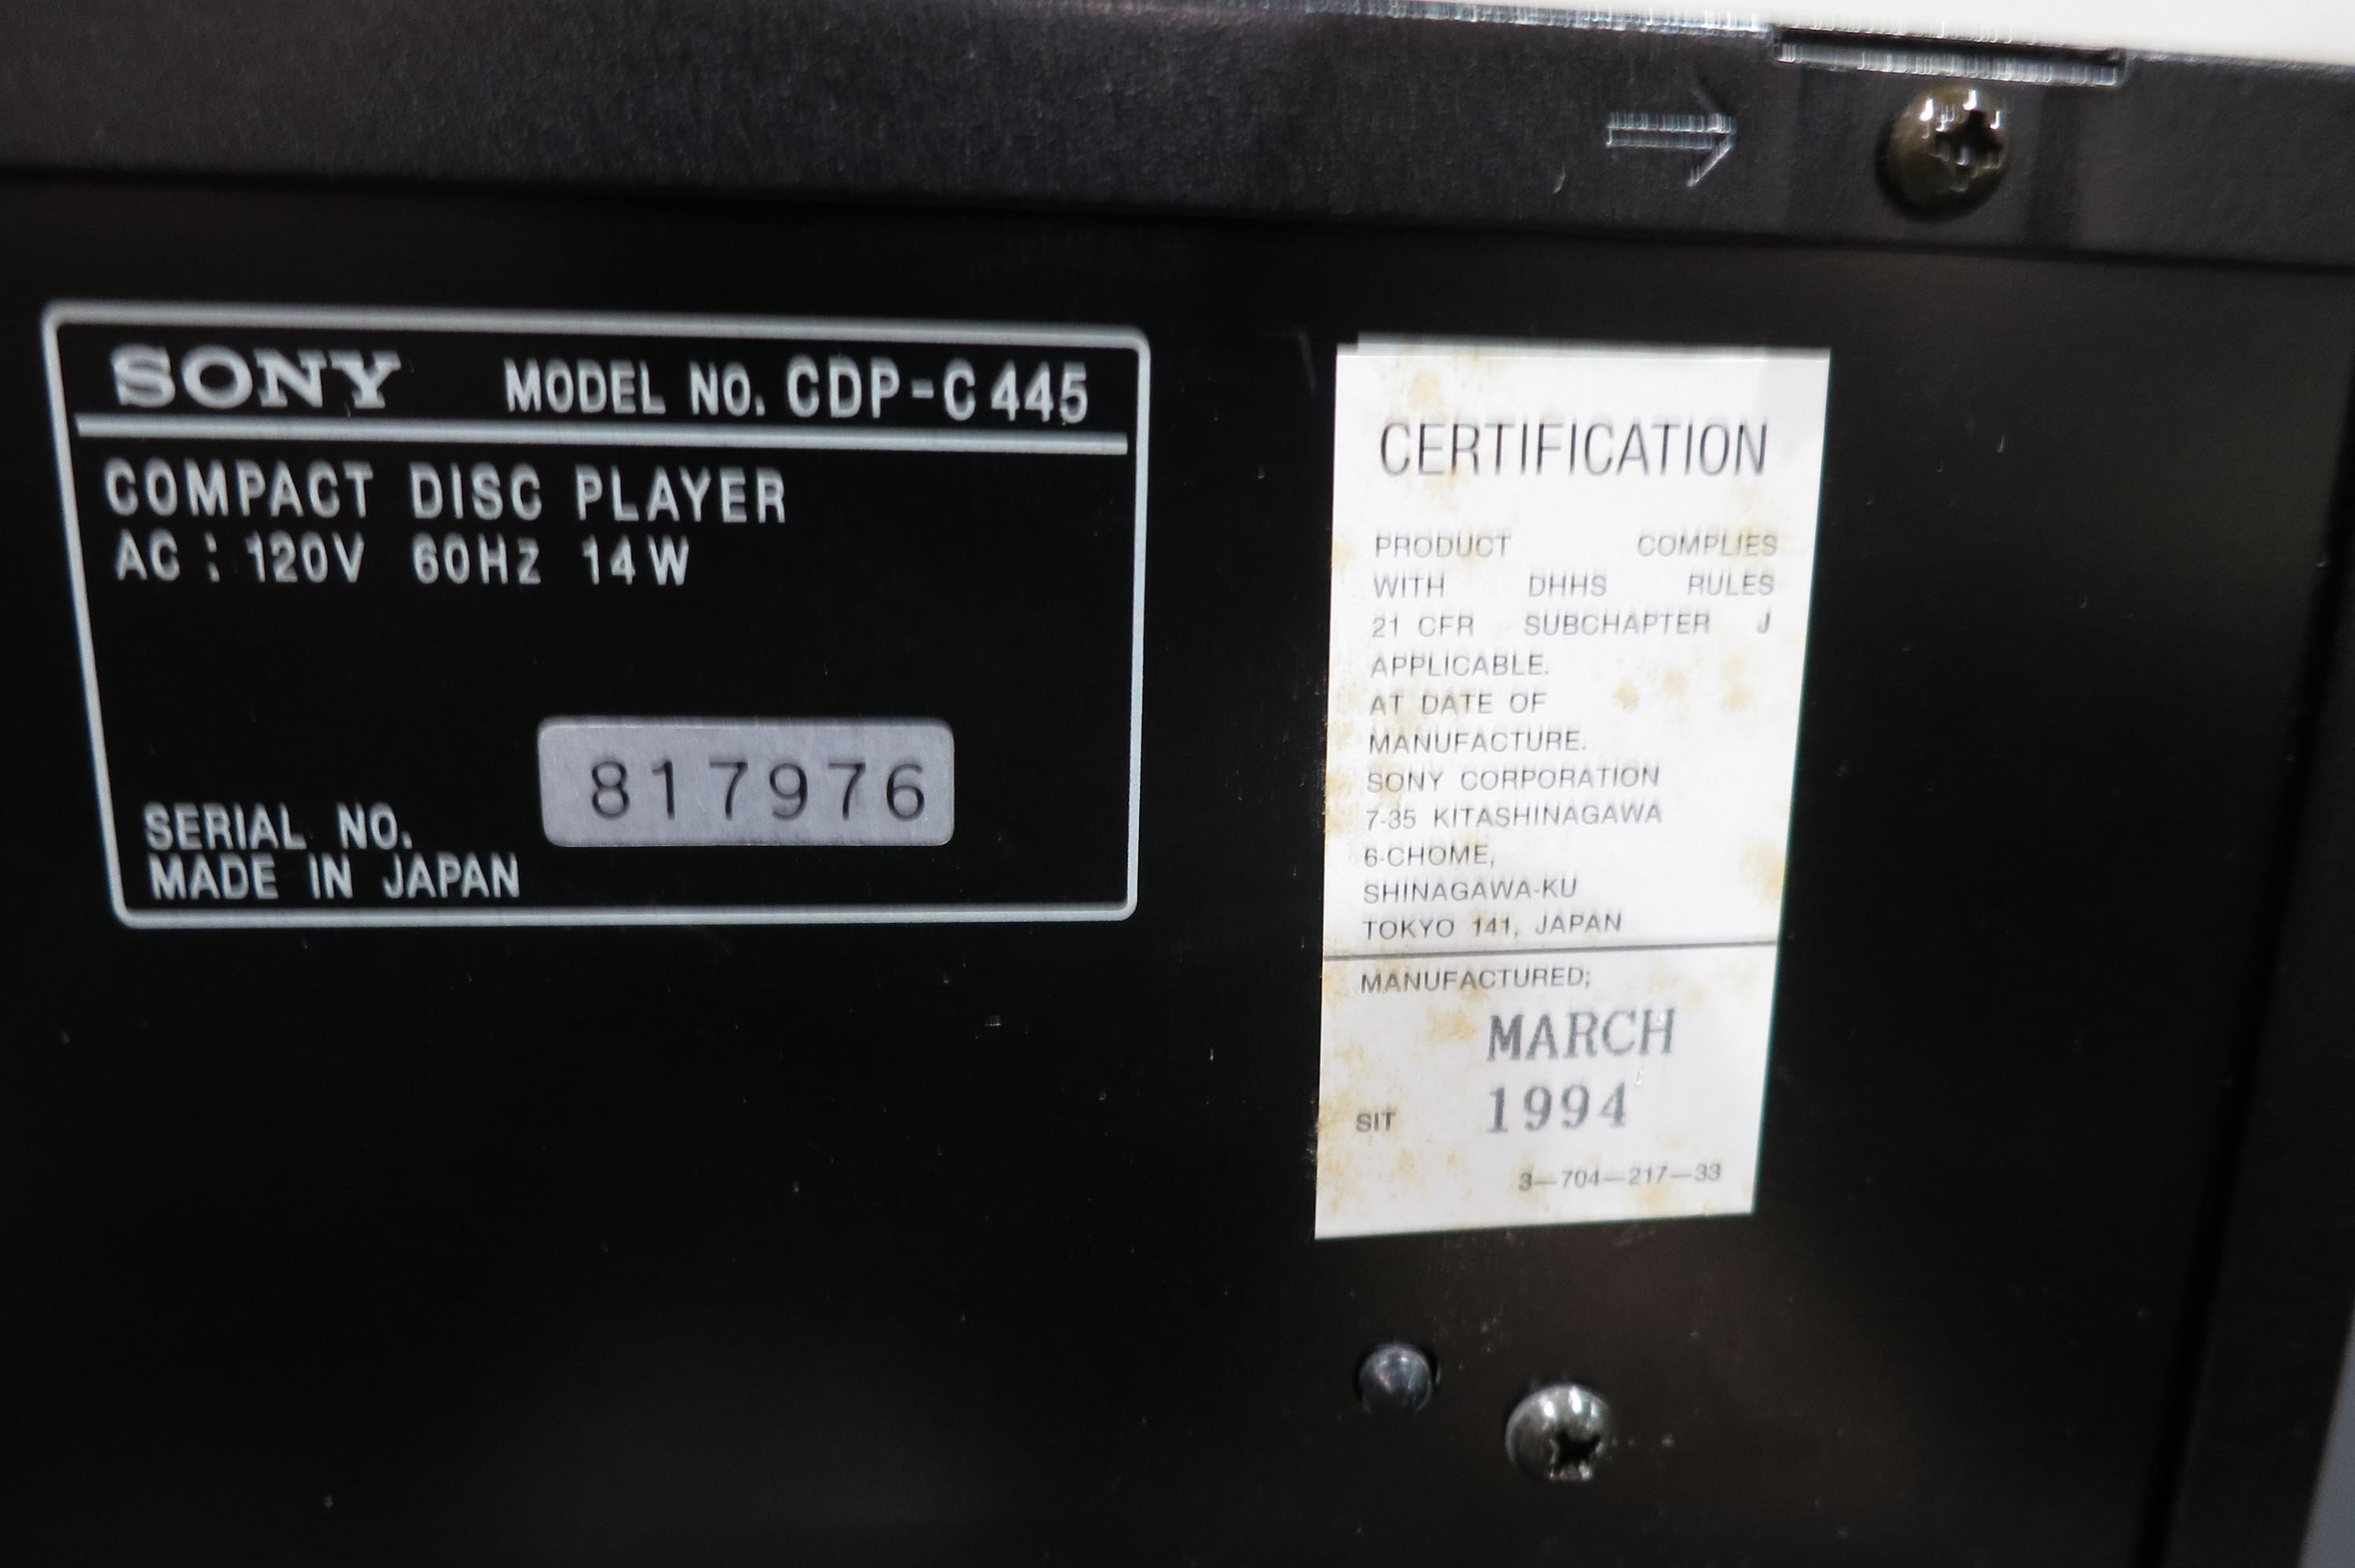 SONY MODEL NO. CDP-C445
COMPACT DISC PLAYER
AC : 120V 60Hz 14W
817976
SERIAL NO.
MADE IN JAPAN
CERTIFICATION
PRODUCT COMPLIES
WITH DHHS RULES
21 CFR SUBCHAPTER J
APPLICABLE.
AT DATE OF
MANUFACTURE.
SONY CORPORATION
7-35 KITASHINAGAWA
6-CHOME,
SHINAGAWA-KU
TOKYO 141, JAPAN
MANUFACTURED;
MARCH
1994
SIT
3-704-217-33